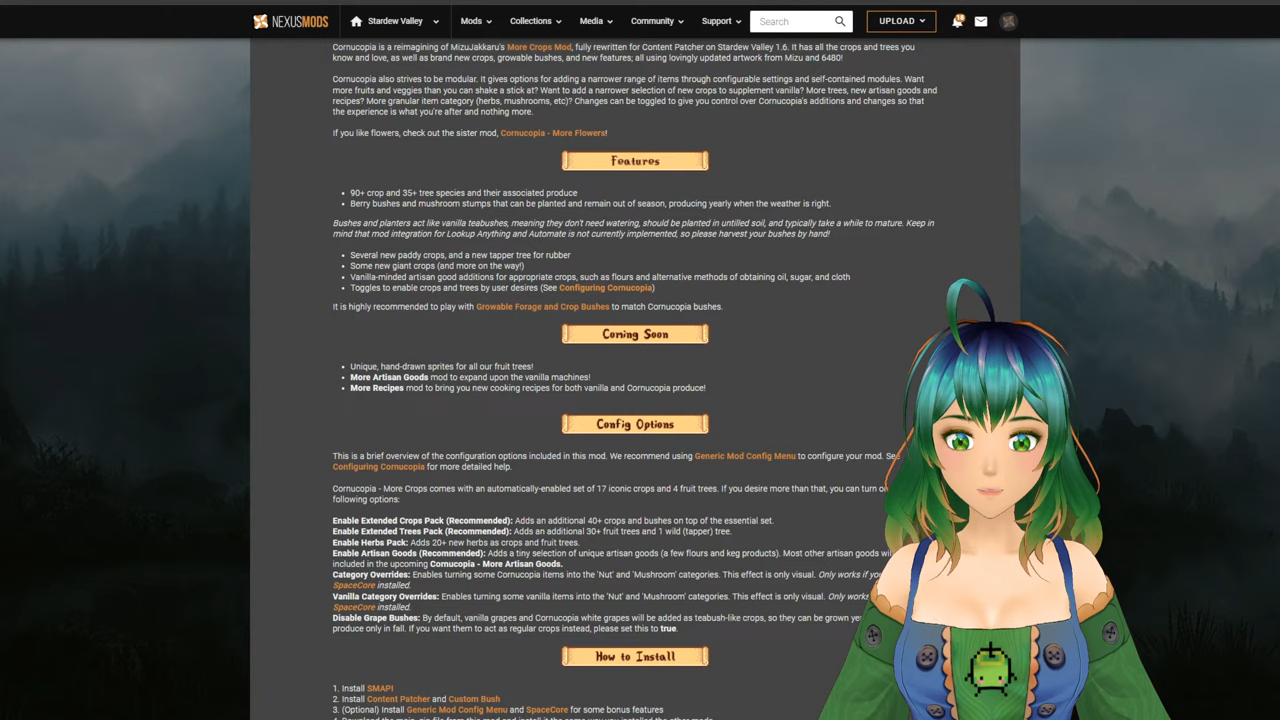 NEXUSMODS Stardew Valley Mods Collections Media Community Support Search UPLOAD
Cornucopia is a reimagining of MizuJakkaru's More Crops Mod, fully rewritten for Content Patcher on Stardew Valley 1.6. It has all the crops and trees you
know and love, as well as brand new crops, growable bushes, and new features; all using lovingly updated artwork from Mizu and 6480!
Cornucopia also strives to be modular. It gives options for adding a narrower range of items through configurable settings and self-contained modules. Want
more fruits and veggies than you can shake a stick at? Want to add a narrower selection of new crops to supplement vanilla? More trees, new artisan goods and
recipes? More granular item category (herbs, mushrooms, etc)? Changes can be toggled to give you control over Cornucopia's additions and changes so that
the experience is what you're after and nothing more.
If you like flowers, check out the sister mod, Cornucopia - More Flowers!
Features
• 90+ crop and 35+ tree species and their associated produce
• Berry bushes and mushroom stumps that can be planted and remain out of season, producing yearly when the weather is right.
Bushes and planters act like vanilla teabushes, meaning they don't need watering, should be planted in untilled soil, and typically take a while to mature. Keep in
mind that mod integration for Lookup Anything and Automate is not currently implemented, so please harvest your bushes by hand!
• Several new paddy crops, and a new tapper tree for rubber
• Some new giant crops (and more on the way!)
• Vanilla-minded artisan good additions for appropriate crops, such as flours and alternative methods of obtaining oil, sugar, and cloth
• Toggles to enable crops and trees by user desires (See Configuring Cornucopia)
It is highly recommended to play with Growable Forage and Crop Bushes to match Cornucopia bushes.
Coming Soon
• Unique, hand-drawn sprites for all our fruit trees!
• More Artisan Goods mod to expand upon the vanilla machines!
• More Recipes mod to bring you new cooking recipes for both vanilla and Cornucopia produce!
Config Options
This is a brief overview of the configuration options included in this mod. We recommend using Generic Mod Config Menu to configure your mod. See
Configuring Cornucopia for more detailed help.
Cornucopia - More Crops comes with an automatically-enabled set of 17 iconic crops and 4 fruit trees. If you desire more than that, you can turn on
following options:
Enable Extended Crops Pack (Recommended): Adds an additional 40+ crops and bushes on top of the essential set.
Enable Extended Trees Pack (Recommended): Adds an additional 30+ fruit trees and 1 wild (tapper) tree.
Enable Herbs Pack: Adds 20+ new herbs as crops and fruit trees.
Enable Artisan Goods (Recommended): Adds a tiny selection of unique artisan goods (a few flours and keg products). Most other artisan goods
included in the upcoming Cornucopia - More Artisan Goods.
Category Overrides: Enables turning some Cornucopia items into the 'Nut' and 'Mushroom' categories. This effect is only visual. Only works if
SpaceCore installed.
Vanilla Category Overrides: Enables turning some vanilla items into the 'Nut' and 'Mushroom' categories. This effect is only visual. Only
SpaceCore installed.
Disable Grape Bushes: By default, vanilla grapes and Cornucopia white grapes will be added as teabush-like crops, so they can be grown
produce only in fall. If you want them to act as regular crops instead, please set this to true.
How to Install
1. Install SMAPI
2. Install Content Patcher and Custom Bush
3. (Optional) Install Generic Mod Config Menu and SpaceCore for some bonus features